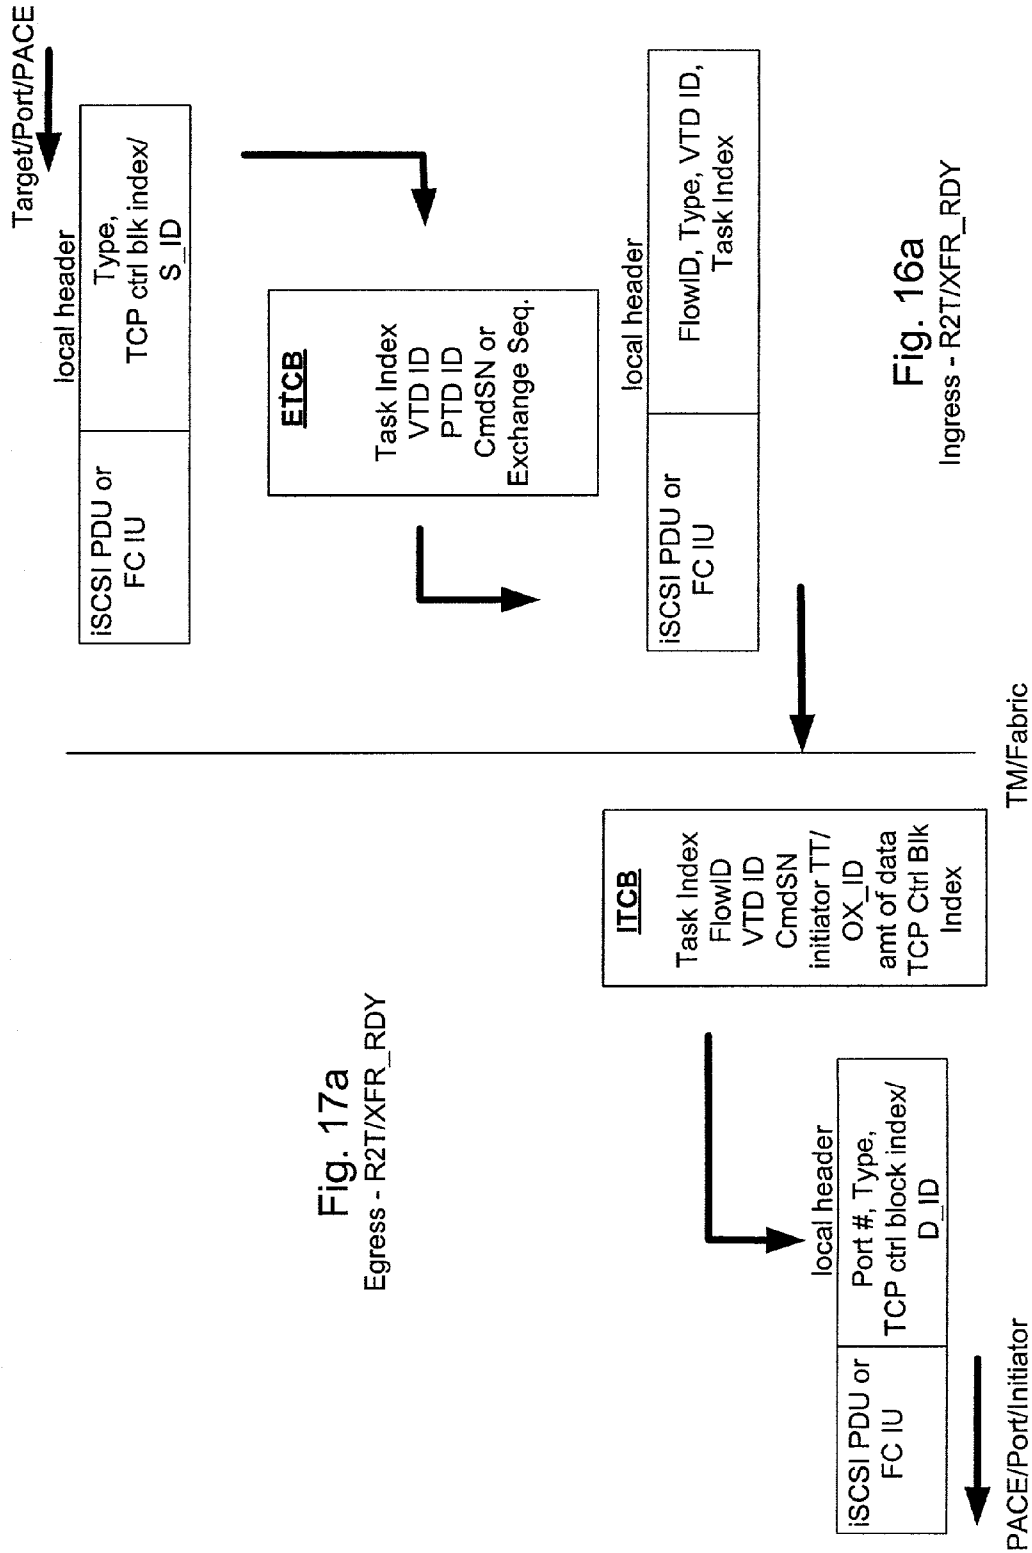 Target/Port/PACE
local header
iSCSI PDU or
FC IU
Type,
TCP ctrl blk index/
S_ID
ETCB
Task Index
VTD ID
PTD ID
CmdSN or
Exchange Seq.
local header
iSCSI PDU or
FC IU
FlowID, Type, VTD ID,
Task Index
Fig. 16a
Ingress - R2T/XFR_RDY
TM/Fabric
Fig. 17a
Egress - R2T/XFR_RDY
ITCB
Task Index
FlowID
VTD ID
CmdSN
initiator TT/
OX_ID
amt of data
TCP Ctrl Blk
Index
local header
iSCSI PDU or
FC IU
Port #, Type,
TCP ctrl block index/
D_ID
PACE/Port/Initiator